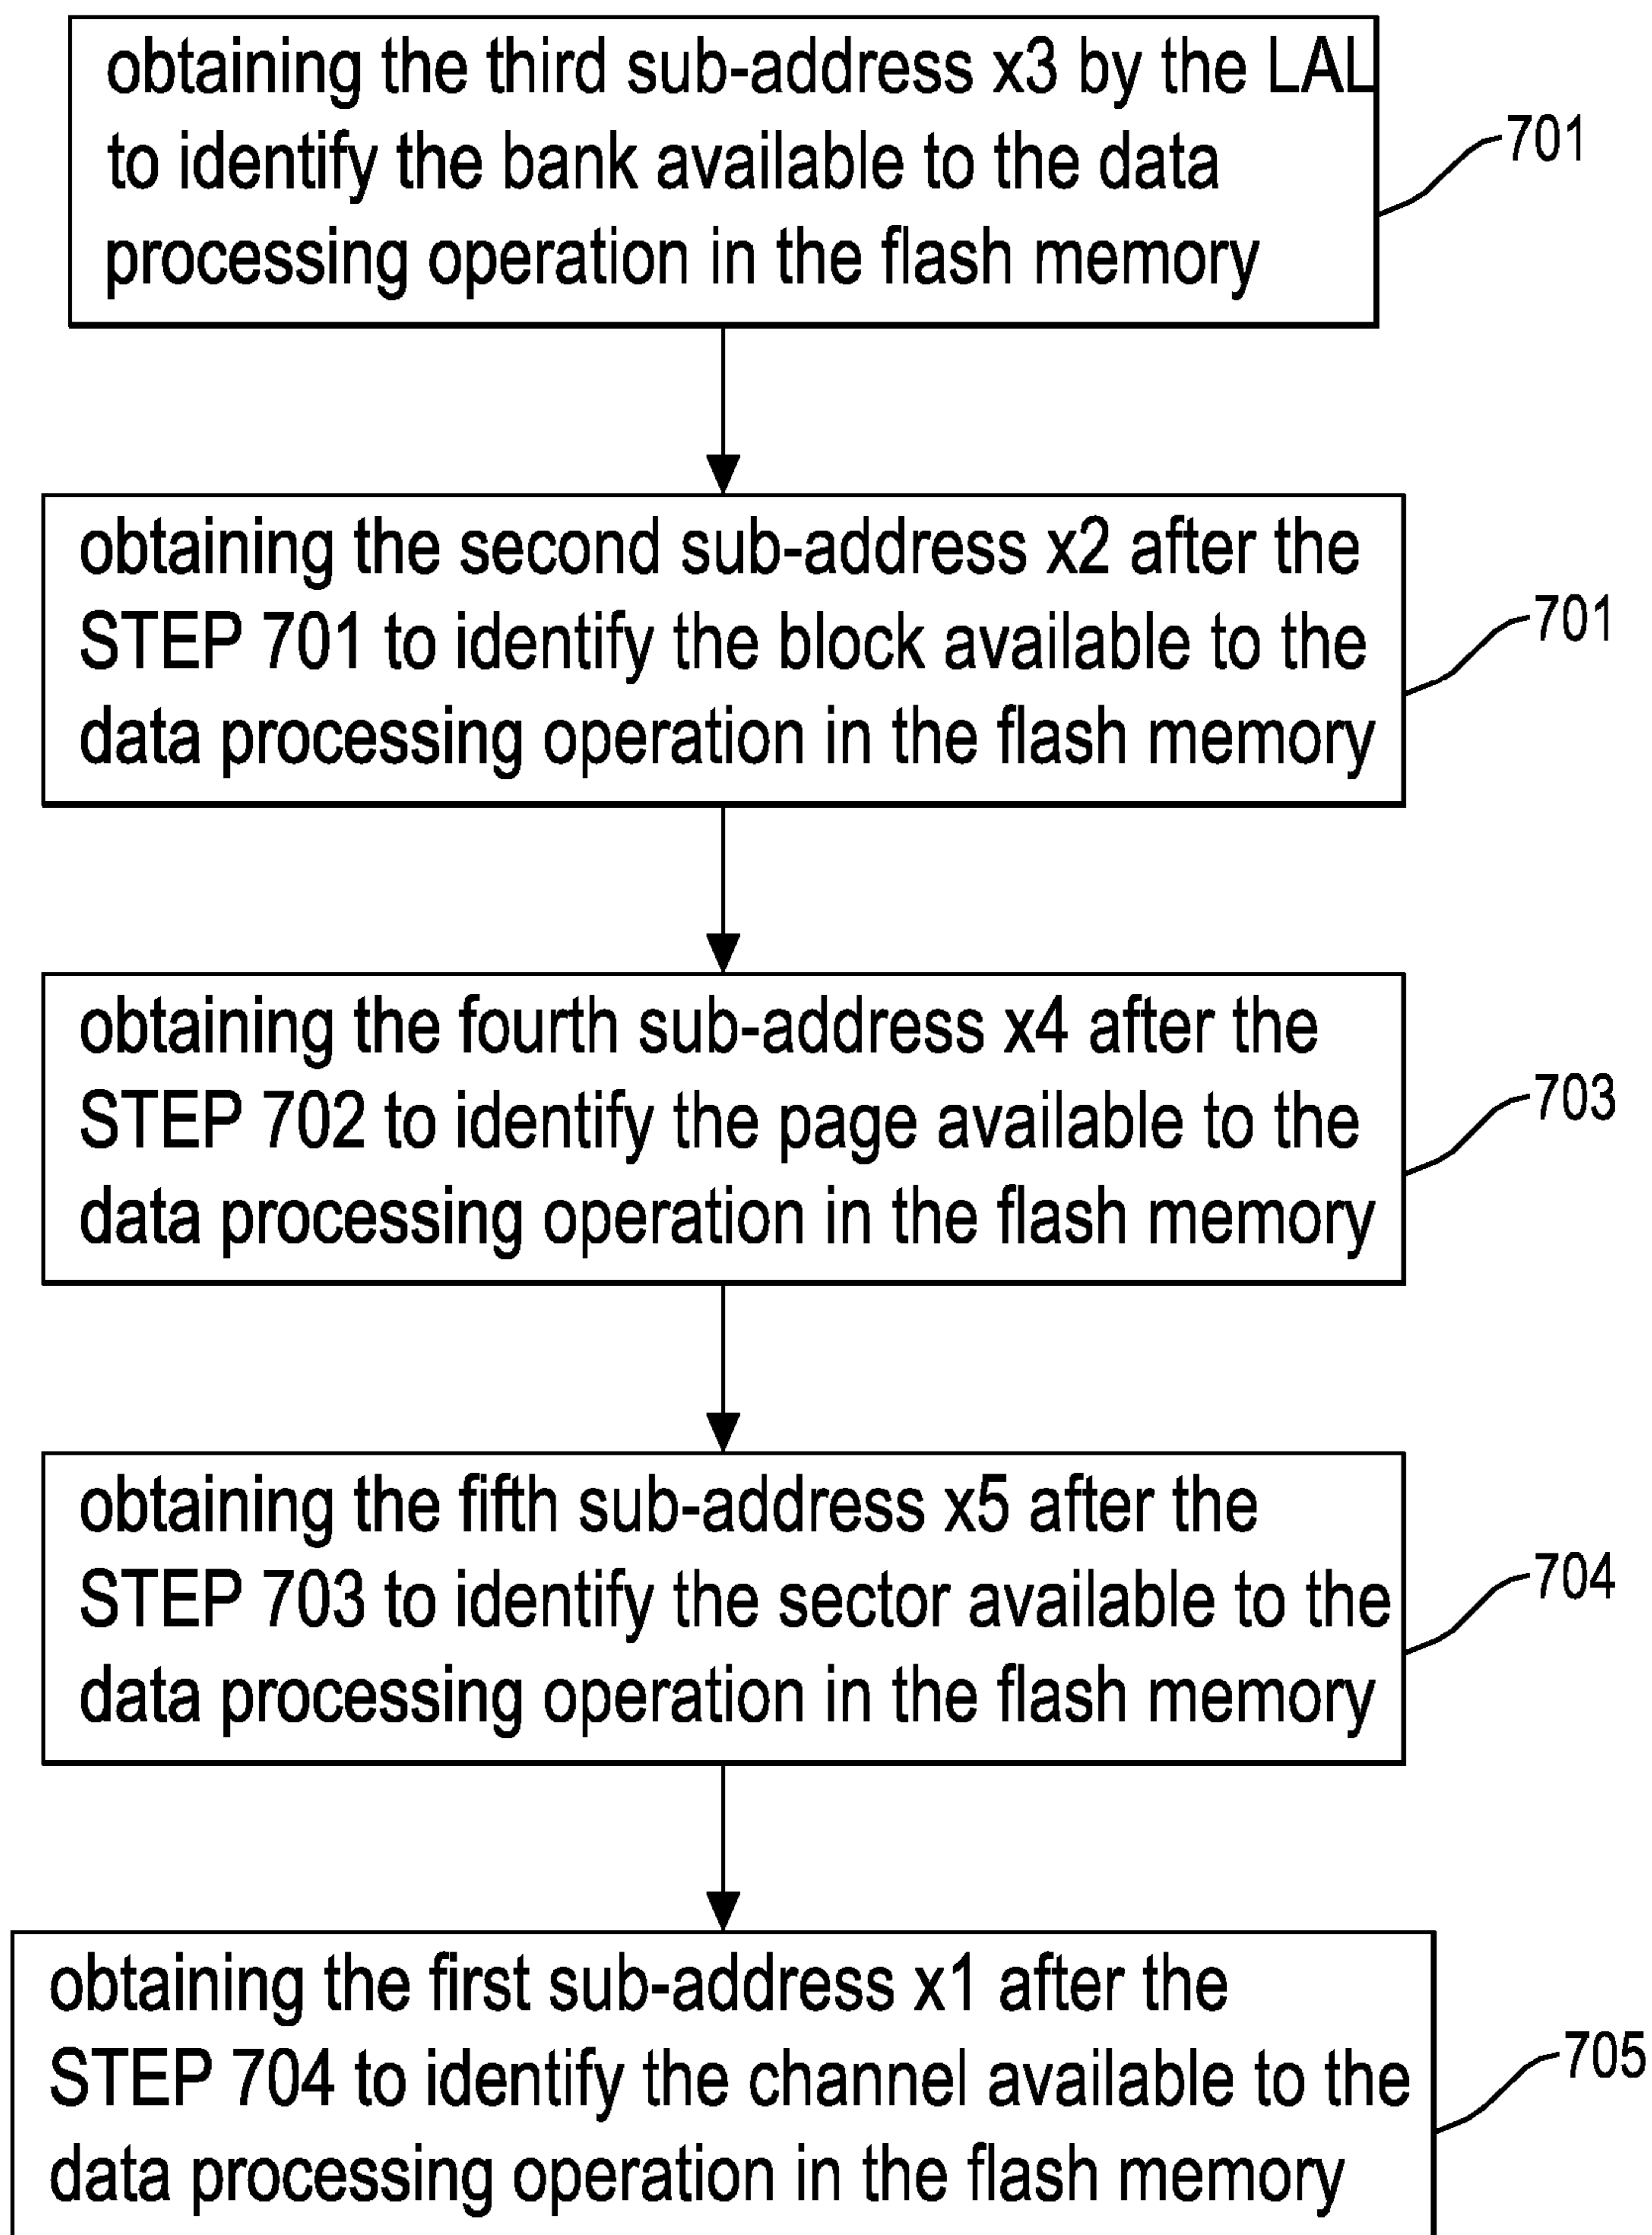 obtaining the third sub-address x3 by the LAL
to identify the bank available to the data
processing operation in the flash memory
701
obtaining the second sub-address x2 after the
STEP 701 to identify the block available to the
data processing operation in the flash memory
701
obtaining the fourth sub-address x4 after the
STEP 702 to identify the page available to the
data processing operation in the flash memory
703
obtaining the fifth sub-address x5 after the
STEP 703 to identify the sector available to the
data processing operation in the flash memory
704
obtaining the first sub-address x1 after the
STEP 704 to identify the channel available to the
data processing operation in the flash memory
705